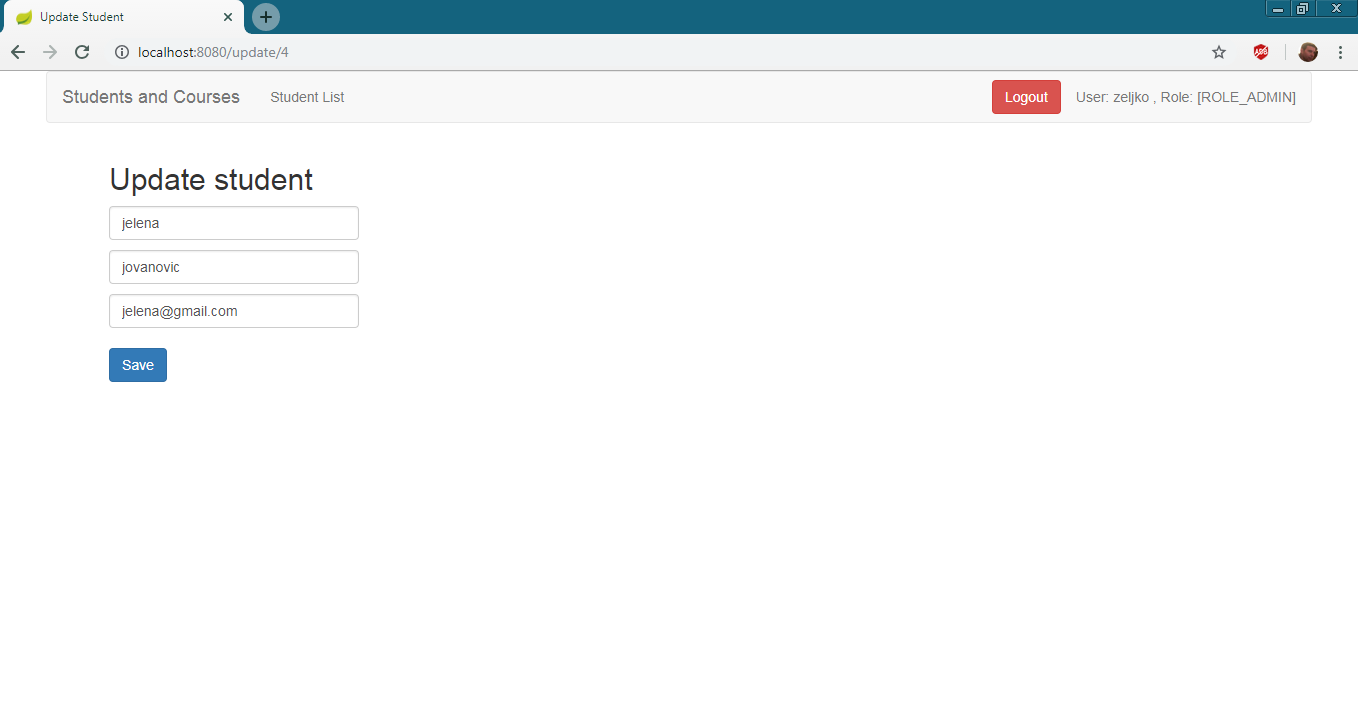 Update Student
localhost:8080/update/4
ABP
Students and Courses Student List Logout User: zeljko , Role: [ROLE_ADMIN]
Update student
jelena
jovanovic
jelena@gmail.com
Save